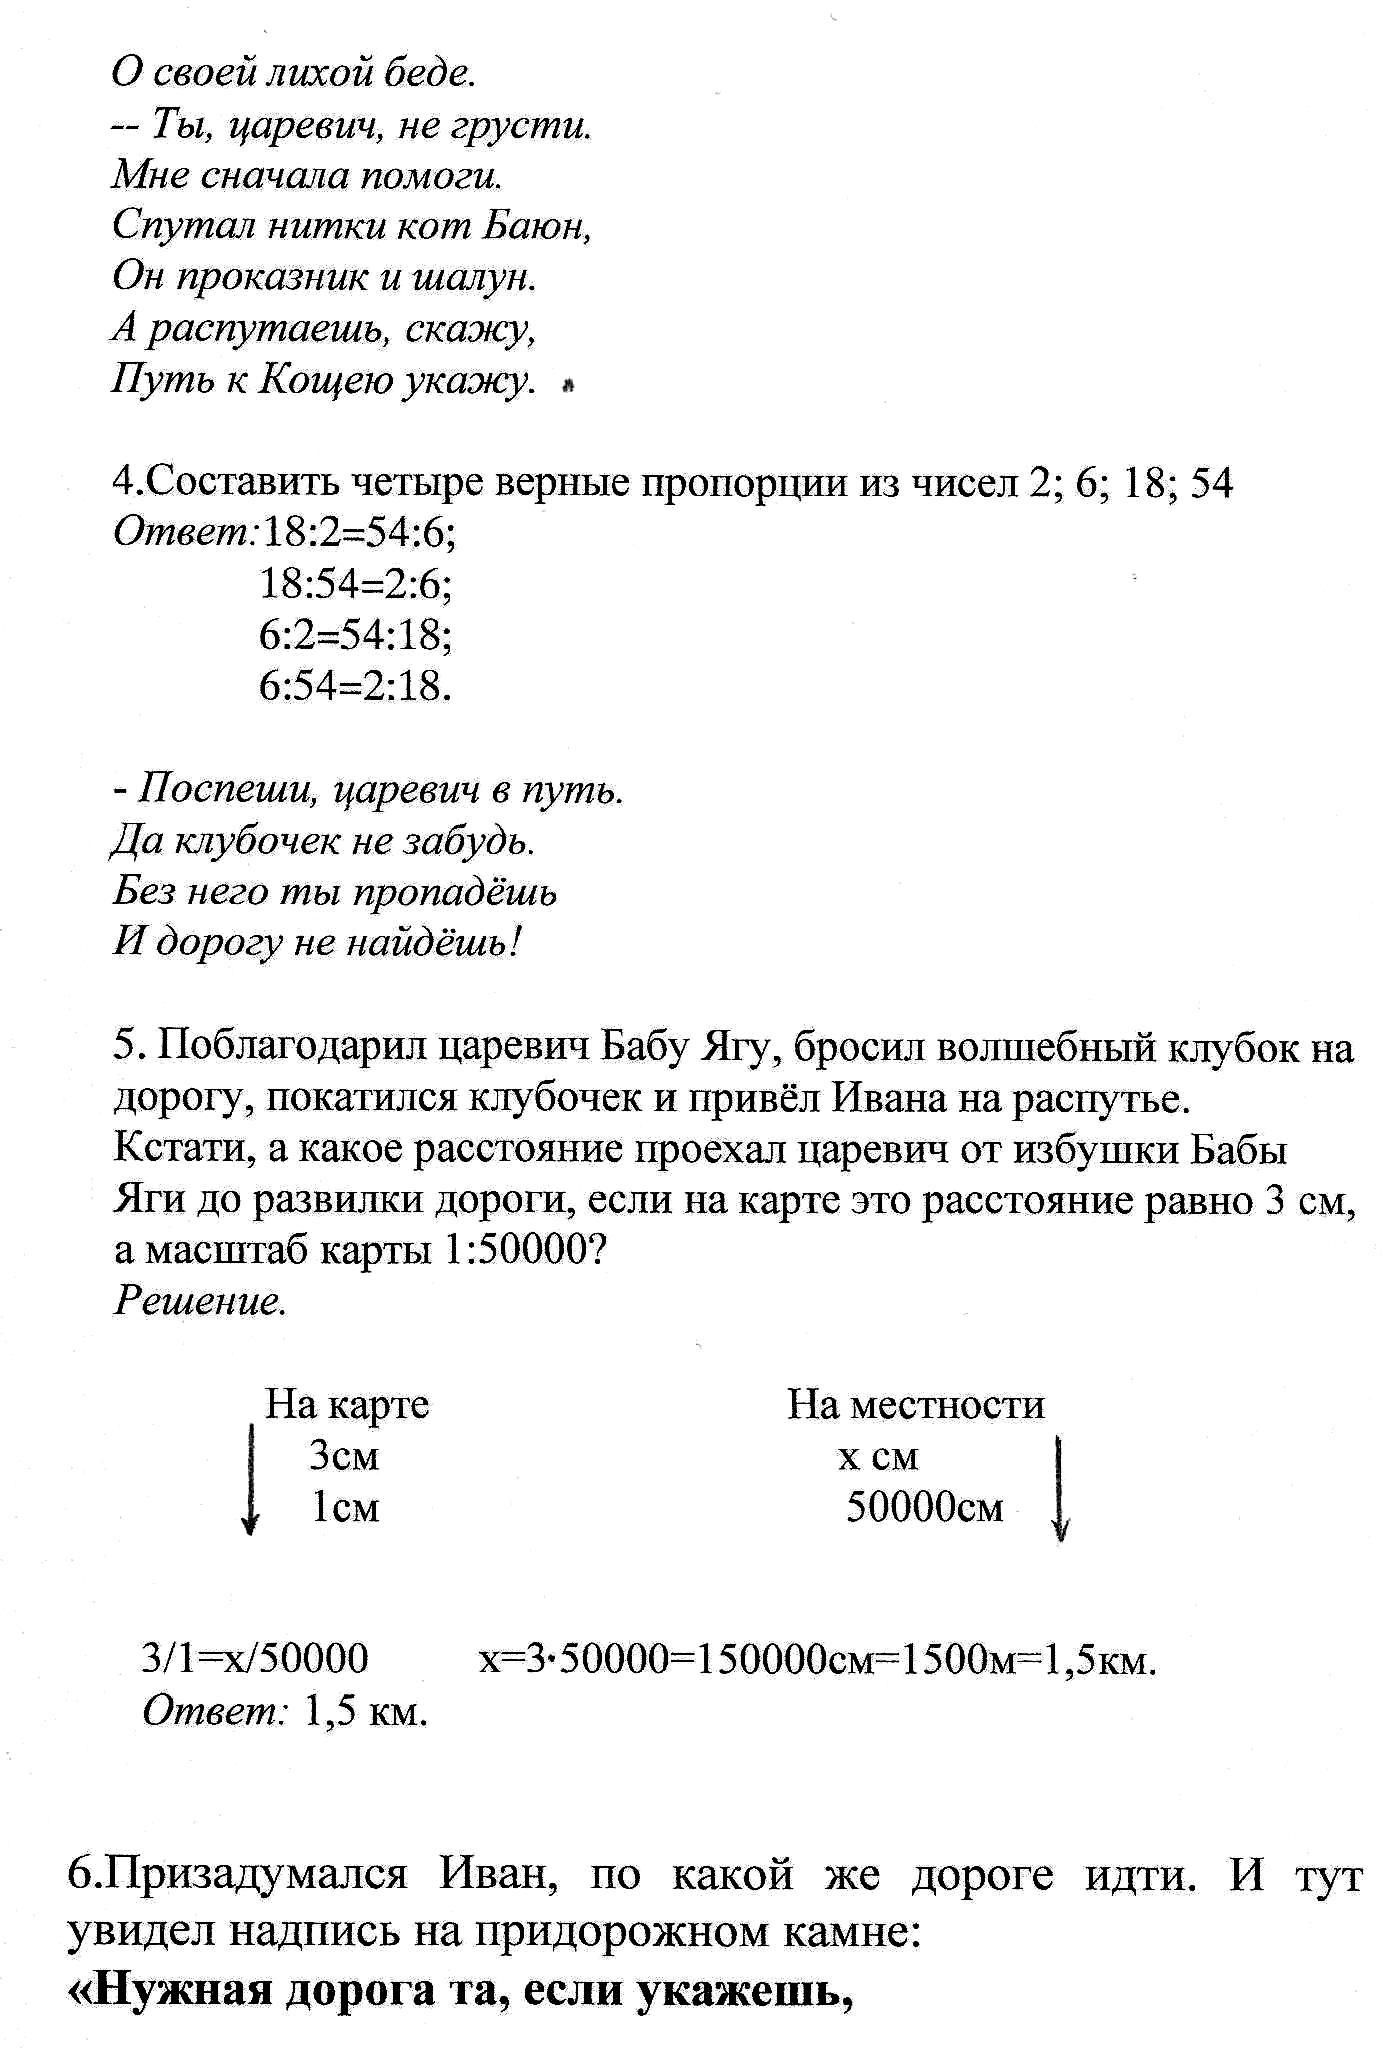 О своей лихой беде.
-- Ты, царевич, не грусти.
Мне сначала помоги.
Спутал нитки кот Баюн,
Он проказник и шалун.
А распутаешь, скажу,
Путь к Кощею укажу.
4.Составить четыре верные пропорции из чисел 2; 6; 18; 54
Ответ:18:2=54:6;
18:54=2:6;
6:2=54:18;
6:54=2:18.
- Поспеши, царевич в путь.
Да клубочек не забудь.
Без него ты пропадёшь
И дорогу не найдёшь!
5. Поблагодарил царевич Бабу Ягу, бросил волшебный клубок на
дорогу, покатился клубочек и привёл Ивана на распутье.
Кстати, а какое расстояние проехал царевич от избушки Бабы
Яги до развилки дороги, если на карте это расстояние равно 3 см,
а масштаб карты 1:50000?
Решение.
На карте На местности
3см х см
1см 50000см
3/1=х/50000 х=3·50000=150000см=1500м=1,5км.
Ответ: 1,5 км.
6.Призадумался Иван, по какой же дороге идти. И тут
увидел надпись на придорожном камне:
«Нужная дорога та, если укажешь,